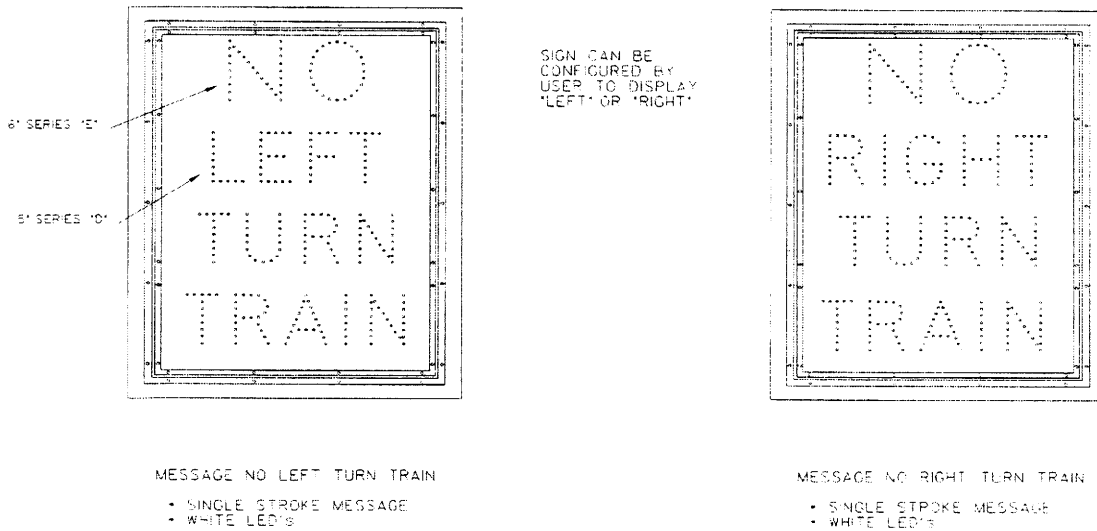 NO
LEFT
TURN
TRAIN
6" SERIES "E"
5" SERIES "D"
SIGN CAN BE
CONFIGURED BY
USER TO DISPLAY
"LEFT" OR "RIGHT"
NO
RIGHT
TURN
TRAIN
MESSAGE NO LEFT TURN TRAIN
• SINGLE STROKE MESSAGE
• WHITE LED's
MESSAGE NO RIGHT TURN TRAIN
• SINGLE STROKE MESSAGE
• WHITE LED's